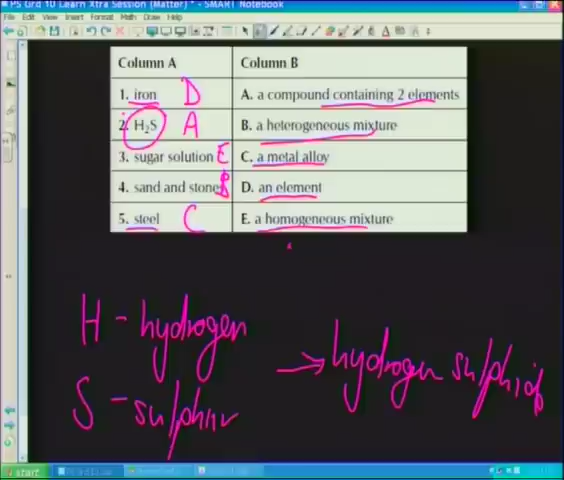 PS Grd 10 Learn Xtra Session (Matter) * - SMART Notebook
File Edit View Insert Format Math Draw Help
Column A Column B
1. iron D A. a compound containing 2 elements
2. H₂S A B. a heterogeneous mixture
3. sugar solution E C. a metal alloy
4. sand and stones B D. an element
5. steel C E. a homogeneous mixture
H - hydrogen
→ hydrogen sulphide
S - sulphur
start